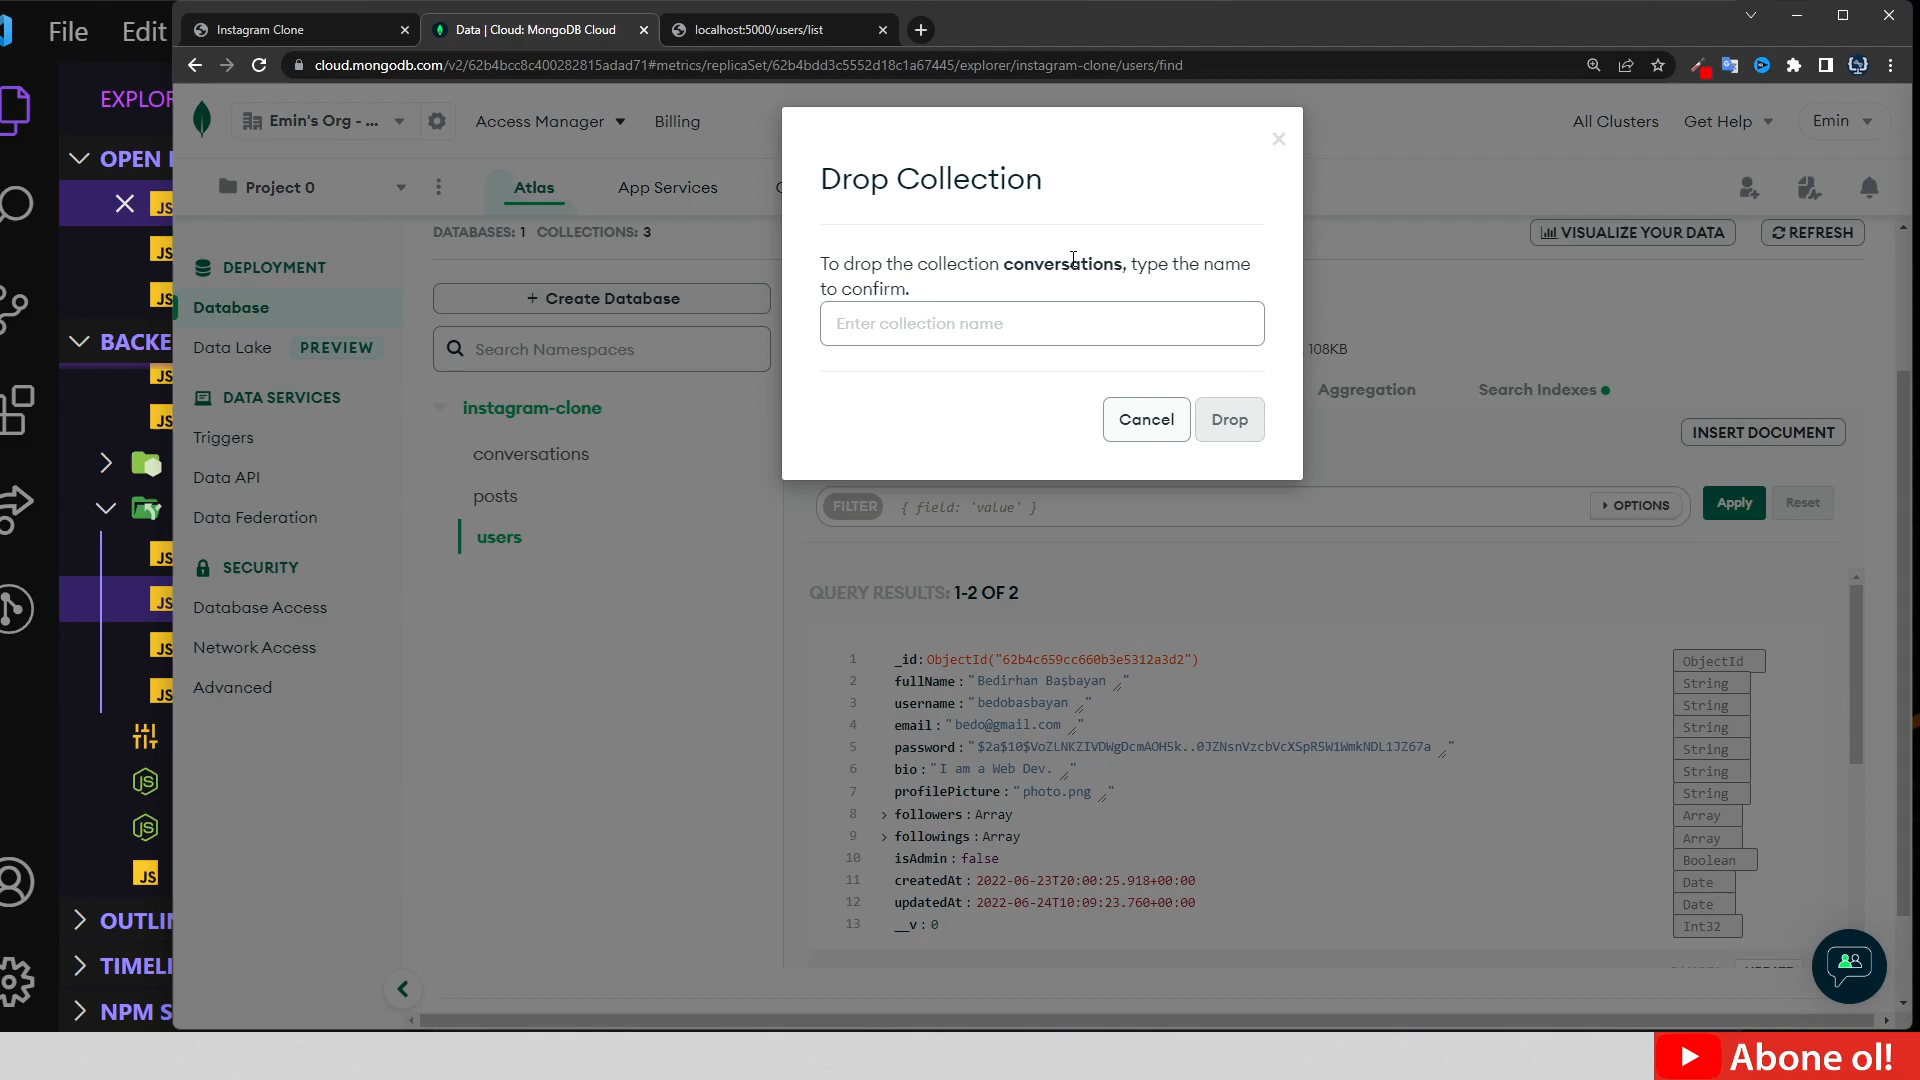 File Edit
Instagram Clone
Data | Cloud: MongoDB Cloud
localhost:5000/users/list
cloud.mongodb.com/v2/62b4bcc8c400282815adad71#metrics/replicaSet/62b4bdd3c5552d18c1a67445/explorer/instagram-clone/users/find
EXPLOR
OPEN
BACKE
OUTLIN
TIMELI
NPM S
Emin's Org - ...
Access Manager
Billing
All Clusters
Get Help
Emin
Project 0
Atlas
App Services
DATABASES: 1 COLLECTIONS: 3
VISUALIZE YOUR DATA
REFRESH
DEPLOYMENT
Database
Data Lake PREVIEW
DATA SERVICES
Triggers
Data API
Data Federation
SECURITY
Database Access
Network Access
Advanced
+ Create Database
Search Namespaces
instagram-clone
conversations
posts
users
Drop Collection
To drop the collection conversations, type the name
to confirm.
Enter collection name
Cancel
Drop
108KB
Aggregation
Search Indexes
INSERT DOCUMENT
FILTER { field: 'value' }
OPTIONS
Apply
Reset
QUERY RESULTS: 1-2 OF 2
1 _id: ObjectId("62b4c659cc660b3e5312a3d2") ObjectId
2 fullName : "Bedirhan Başbayan " String
3 username : "bedobasbayan " String
4 email : "bedo@gmail.com " String
5 password : "$2a$10$VoZLNKZIVDWgDcmAOH5k..0JZNsnVzcbVcXSpR5W1WmkNDL1JZ67a " String
6 bio : "I am a Web Dev. " String
7 profilePicture : "photo.png " String
8 followers : Array Array
9 followings : Array Array
10 isAdmin : false Boolean
11 createdAt : 2022-06-23T20:00:25.918+00:00 Date
12 updatedAt : 2022-06-24T10:09:23.760+00:00 Date
13 __v : 0 Int32
Abone ol!